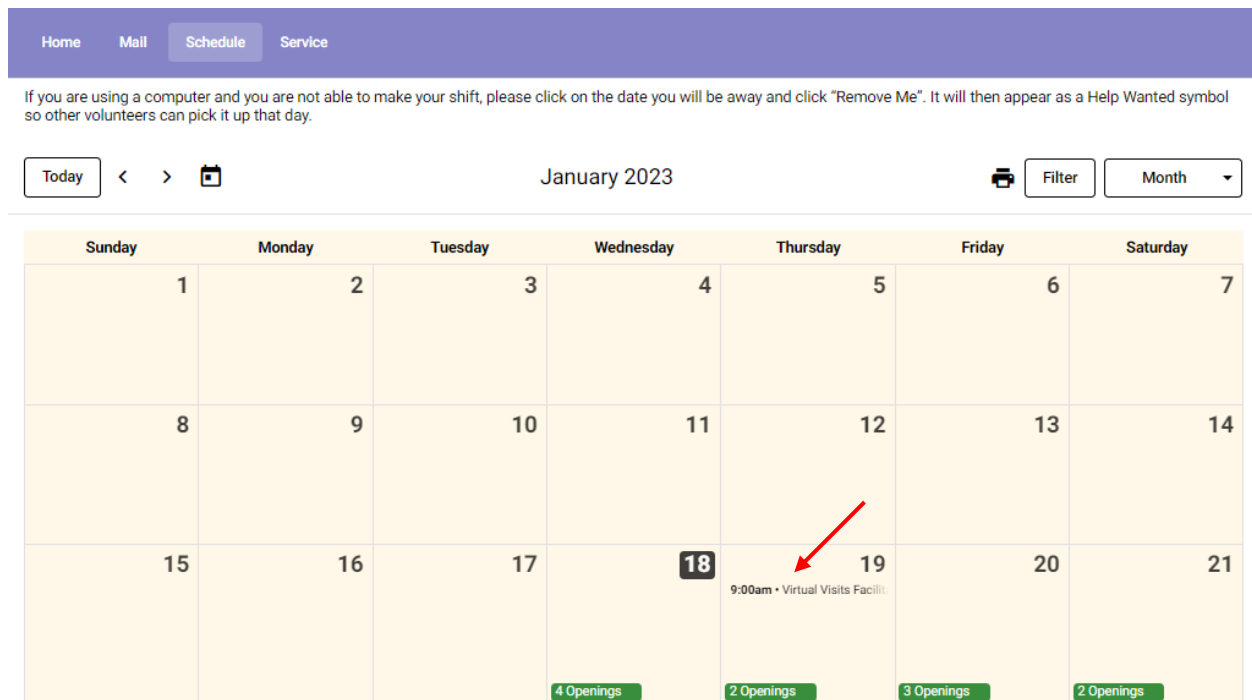 Home Mail Schedule Service
If you are using a computer and you are not able to make your shift, please click on the date you will be away and click “Remove Me”. It will then appear as a Help Wanted symbol
so other volunteers can pick it up that day.
Today January 2023 Filter Month
Sunday Monday Tuesday Wednesday Thursday Friday Saturday
1 2 3 4 5 6 7
8 9 10 11 12 13 14
15 16 17 18 19 20 21
9:00am • Virtual Visits Facilit
4 Openings 2 Openings 3 Openings 2 Openings